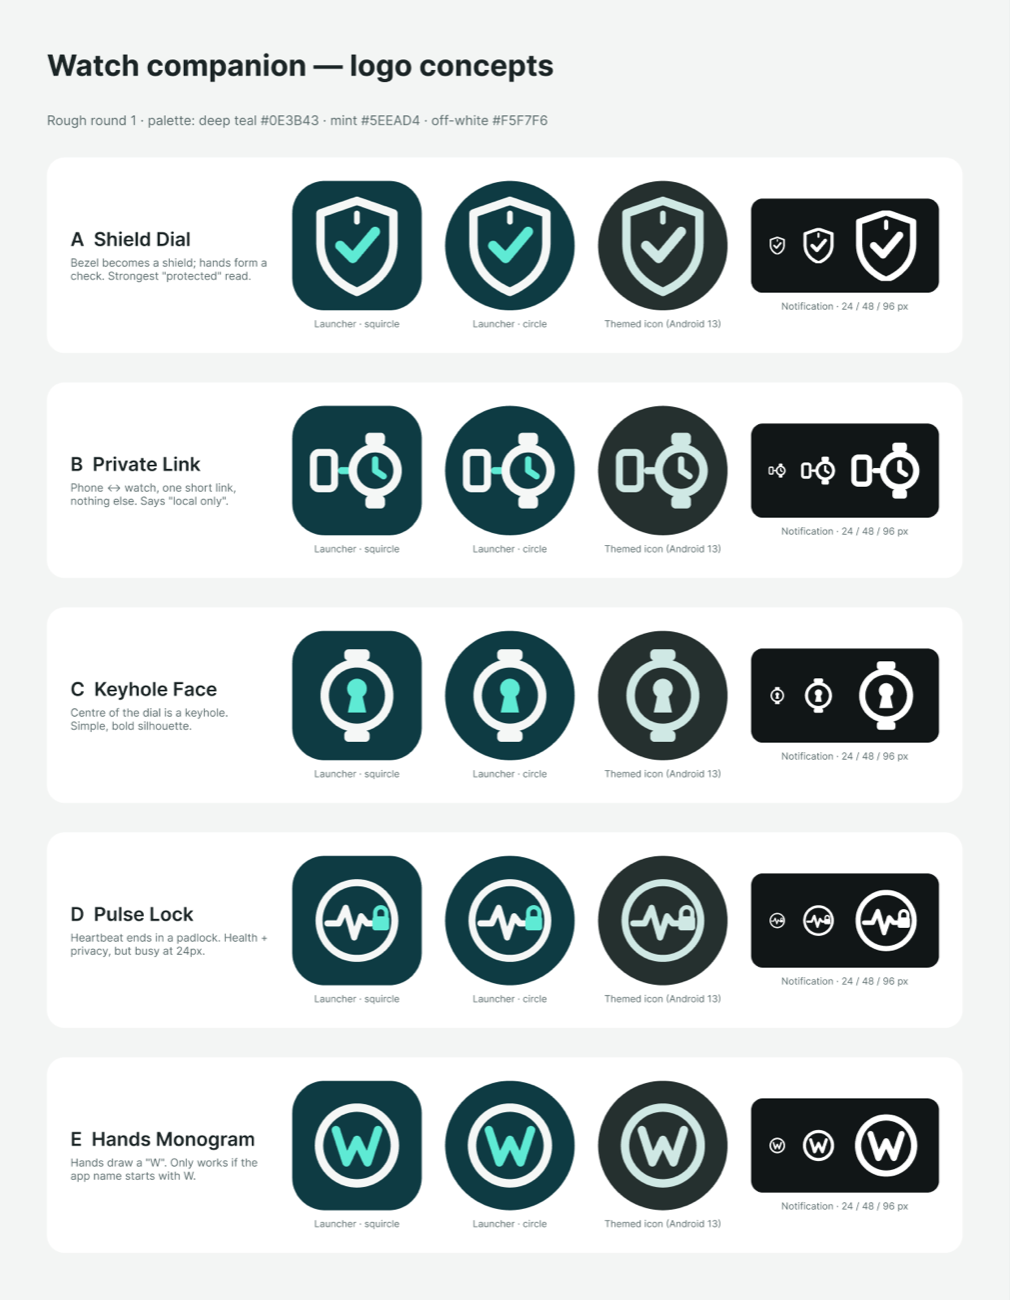 Watch companion — logo concepts
Rough round 1 · palette: deep teal #0E3B43 · mint #5EEAD4 · off-white #F5F7F6
A Shield Dial
Bezel becomes a shield; hands form a
check. Strongest "protected" read.
Launcher · squircle
Launcher · circle
Themed icon (Android 13)
Notification · 24 / 48 / 96 px
B Private Link
Phone ↔ watch, one short link,
nothing else. Says "local only".
Launcher · squircle
Launcher · circle
Themed icon (Android 13)
Notification · 24 / 48 / 96 px
C Keyhole Face
Centre of the dial is a keyhole.
Simple, bold silhouette.
Launcher · squircle
Launcher · circle
Themed icon (Android 13)
Notification · 24 / 48 / 96 px
D Pulse Lock
Heartbeat ends in a padlock. Health +
privacy, but busy at 24px.
Launcher · squircle
Launcher · circle
Themed icon (Android 13)
Notification · 24 / 48 / 96 px
E Hands Monogram
Hands draw a "W". Only works if the
app name starts with W.
W
W
W
W
W
W
Launcher · squircle
Launcher · circle
Themed icon (Android 13)
Notification · 24 / 48 / 96 px